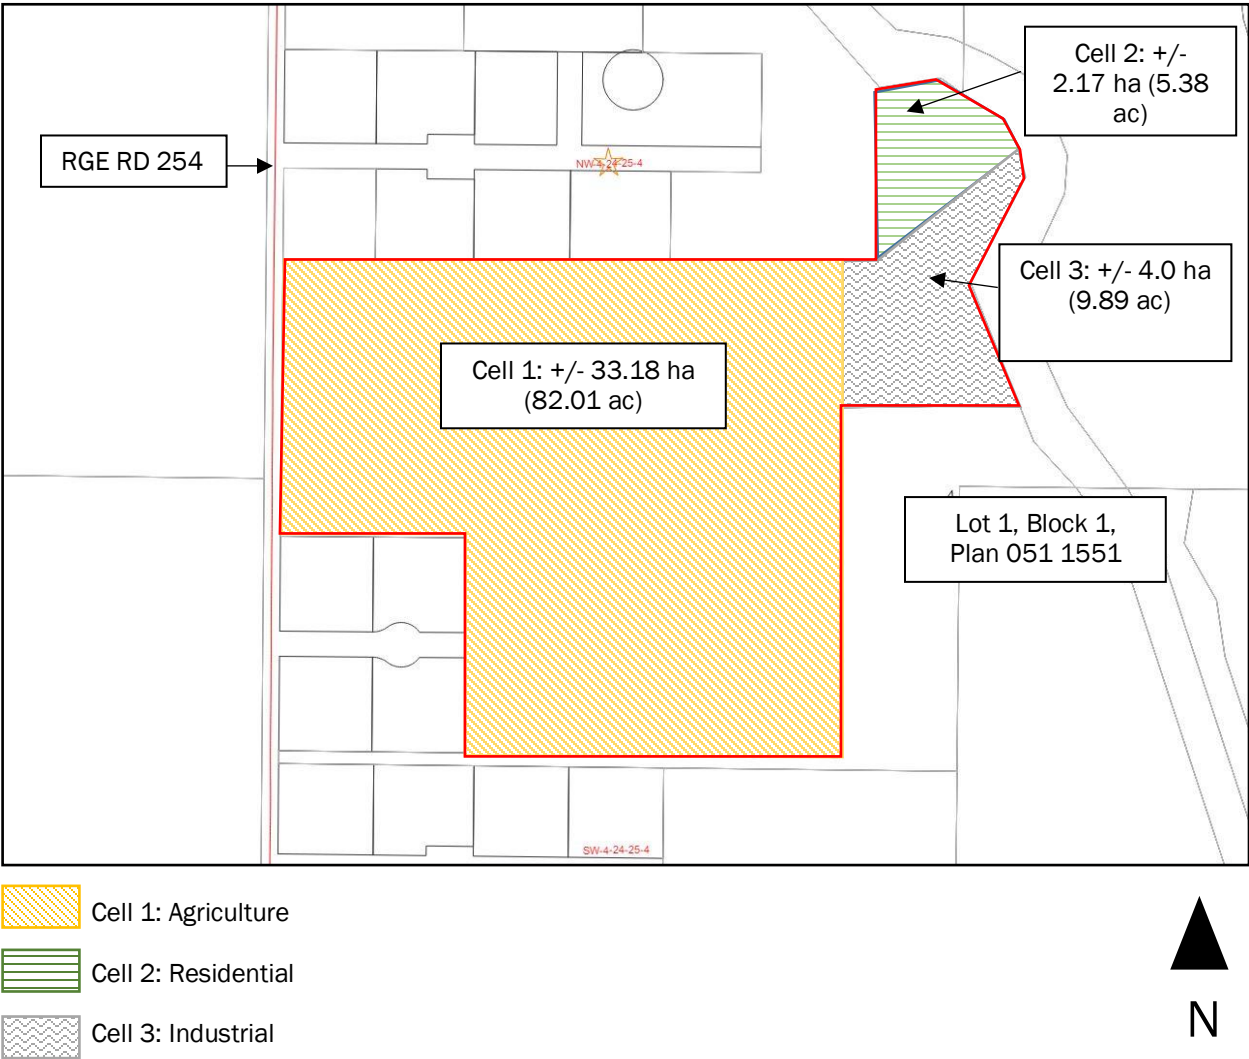 Cell 2: +/-
2.17 ha (5.38
ac)
RGE RD 254
NW-4-24-25-4
Cell 3: +/- 4.0 ha
(9.89 ac)
Cell 1: +/- 33.18 ha
(82.01 ac)
Lot 1, Block 1,
Plan 051 1551
SW-4-24-25-4
Cell 1: Agriculture
Cell 2: Residential
Cell 3: Industrial
N